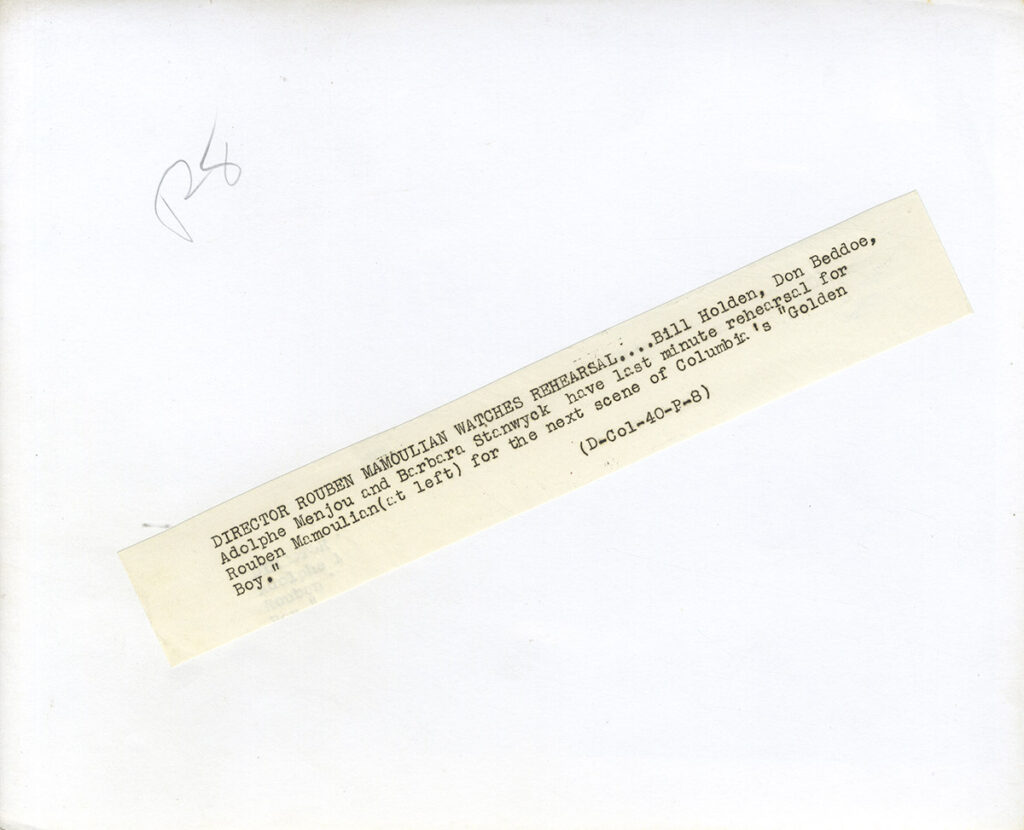 P8
DIRECTOR ROUBEN MAMOULIAN WATCHES REHEARSAL....Bill Holden, Don Beddoe,
Adolphe Menjou and Barbara Stanwyck have last minute rehearsal for
Rouben Mamoulian(at left) for the next scene of Columbia's "Golden
Boy."
(D-Col-40-P-8)